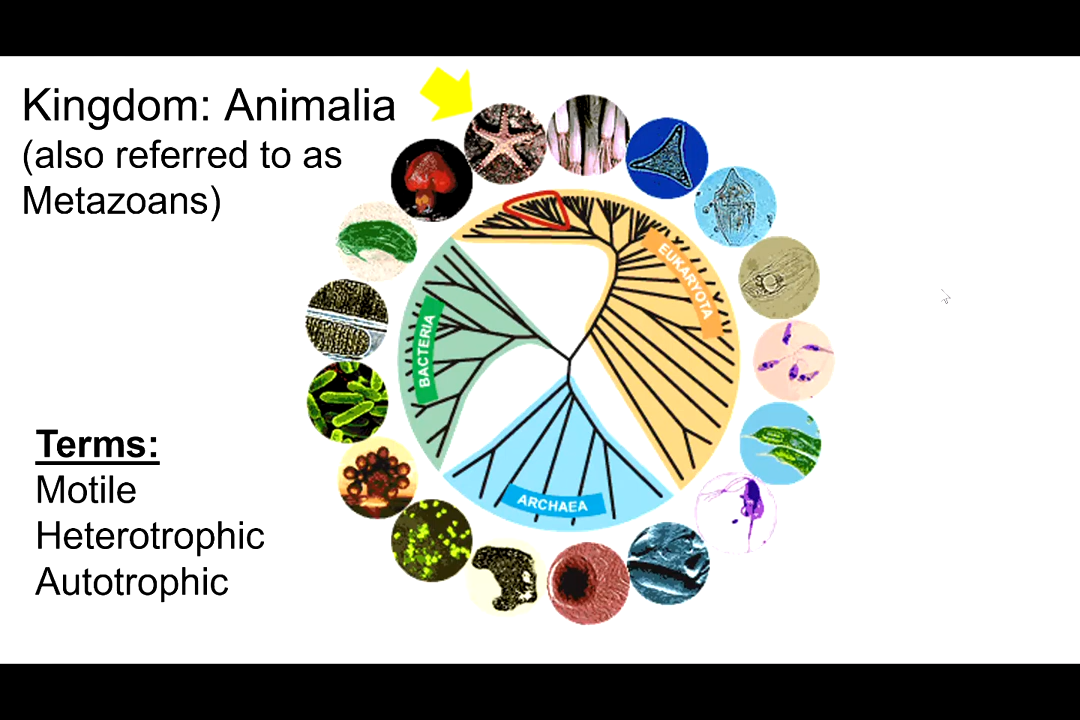 Kingdom: Animalia
(also referred to as
Metazoans)
EUKARYOTA
BACTERIA
ARCHAEA
Terms:
Motile
Heterotrophic
Autotrophic